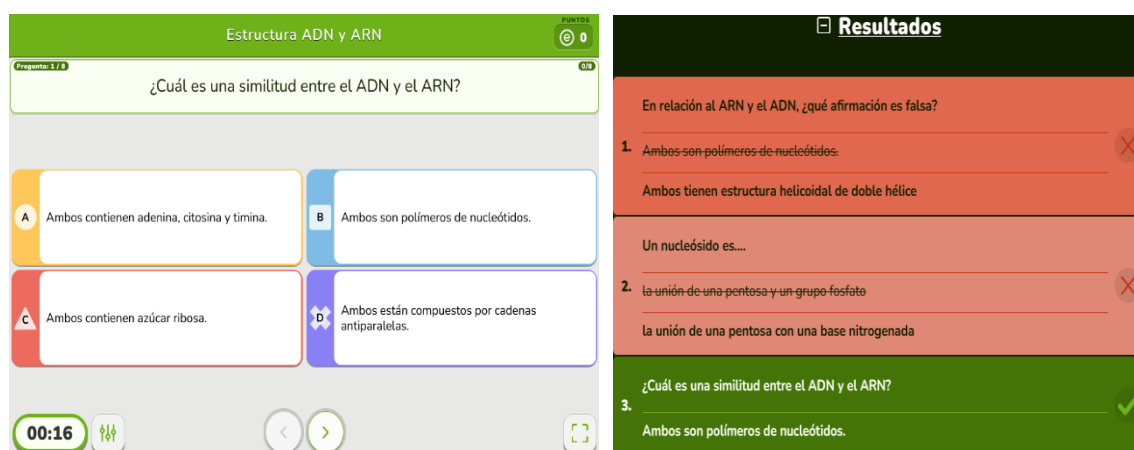 Estructura ADN y ARN
PUNTOS
e 0
Pregunta: 1 / 8
0/8
¿Cuál es una similitud entre el ADN y el ARN?
A Ambos contienen adenina, citosina y timina.
B Ambos son polímeros de nucleótidos.
C Ambos contienen azúcar ribosa.
D Ambos están compuestos por cadenas
antiparalelas.
00:16
Resultados
En relación al ARN y el ADN, ¿qué afirmación es falsa?
1. Ambos son polímeros de nucleótidos.
Ambos tienen estructura helicoidal de doble hélice
Un nucleósido es....
2. la unión de una pentosa y un grupo fosfato
la unión de una pentosa con una base nitrogenada
¿Cuál es una similitud entre el ADN y el ARN?
3.
Ambos son polímeros de nucleótidos.